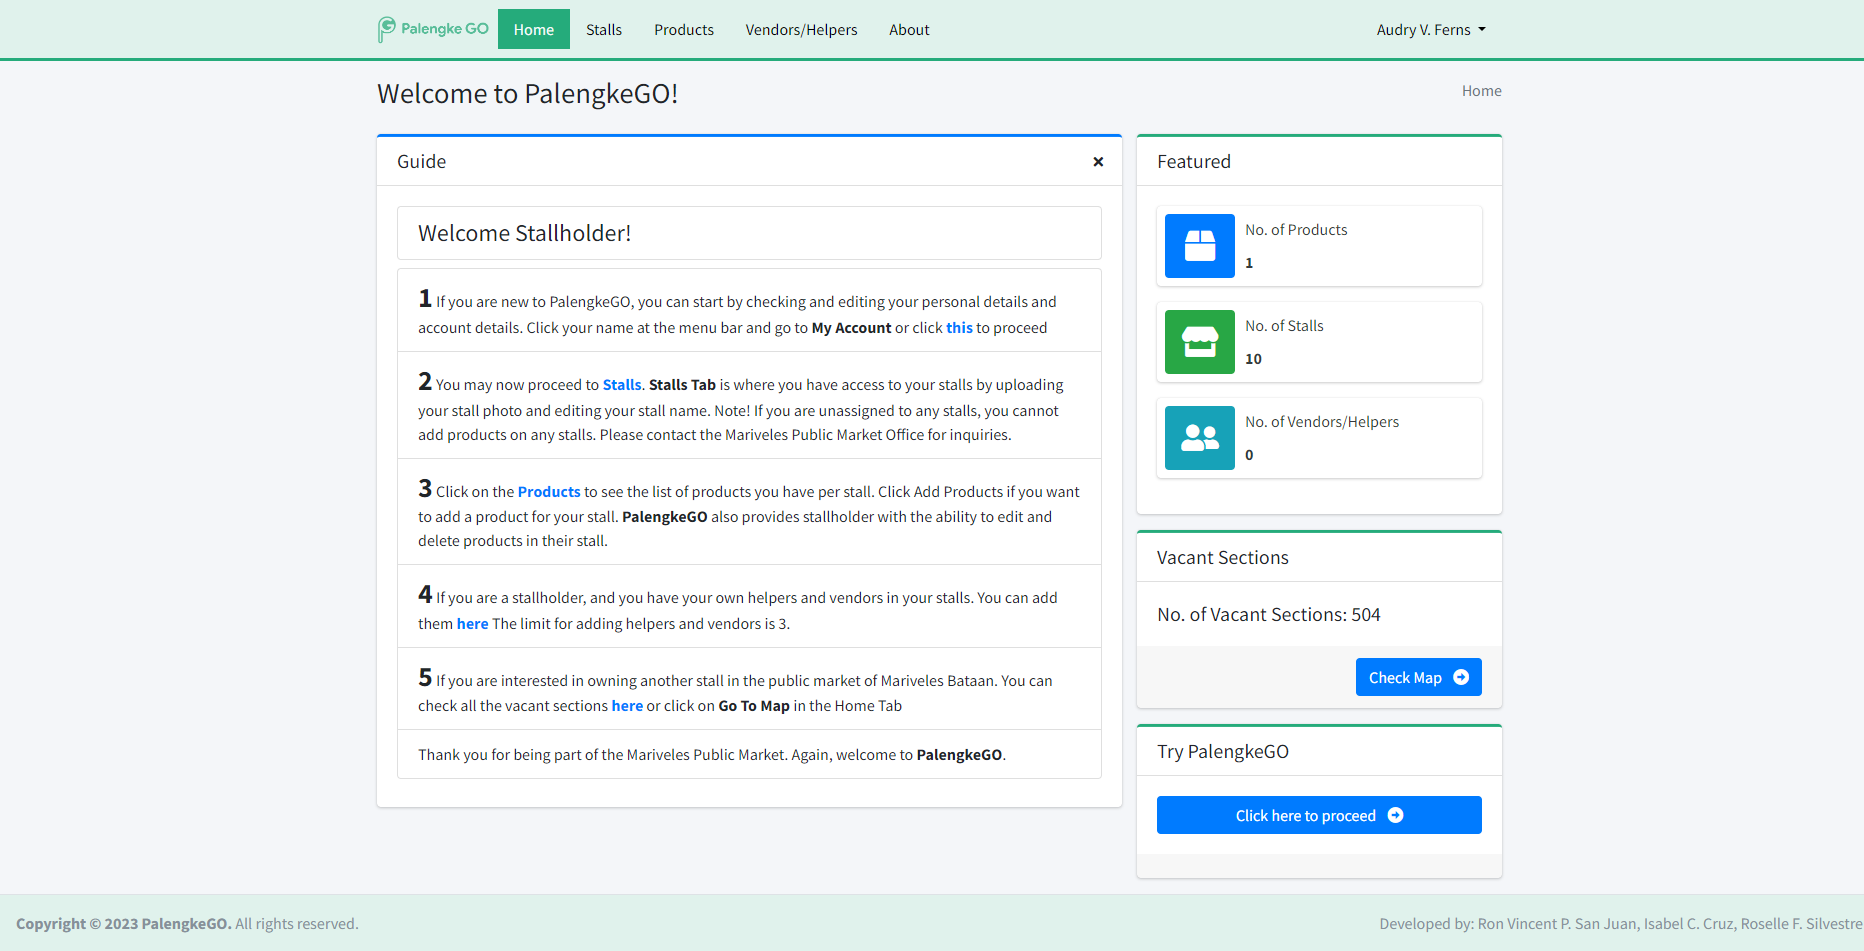 Palengke GO Home Stalls Products Vendors/Helpers About Audry V. Ferns
Welcome to PalengkeGO!
Home
Guide
Welcome Stallholder!
1 If you are new to PalengkeGO, you can start by checking and editing your personal details and
account details. Click your name at the menu bar and go to My Account or click this to proceed
2 You may now proceed to Stalls. Stalls Tab is where you have access to your stalls by uploading
your stall photo and editing your stall name. Note! If you are unassigned to any stalls, you cannot
add products on any stalls. Please contact the Mariveles Public Market Office for inquiries.
3 Click on the Products to see the list of products you have per stall. Click Add Products if you want
to add a product for your stall. PalengkeGO also provides stallholder with the ability to edit and
delete products in their stall.
4 If you are a stallholder, and you have your own helpers and vendors in your stalls. You can add
them here The limit for adding helpers and vendors is 3.
5 If you are interested in owning another stall in the public market of Mariveles Bataan. You can
check all the vacant sections here or click on Go To Map in the Home Tab
Thank you for being part of the Mariveles Public Market. Again, welcome to PalengkeGO.
Featured
No. of Products
1
No. of Stalls
10
No. of Vendors/Helpers
0
Vacant Sections
No. of Vacant Sections: 504
Check Map
Try PalengkeGO
Click here to proceed
Copyright © 2023 PalengkeGO. All rights reserved.
Developed by: Ron Vincent P. San Juan, Isabel C. Cruz, Roselle F. Silvestre